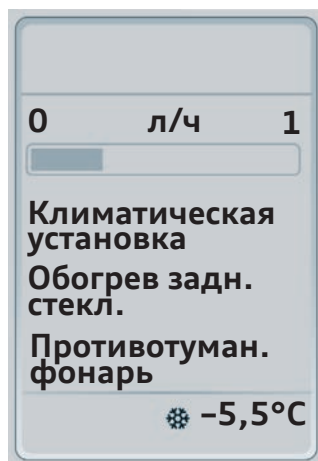 0 л/ч 1
Климатическая
установка
Обогрев задн.
стекл.
Противотуман.
фонарь
–5,5°C